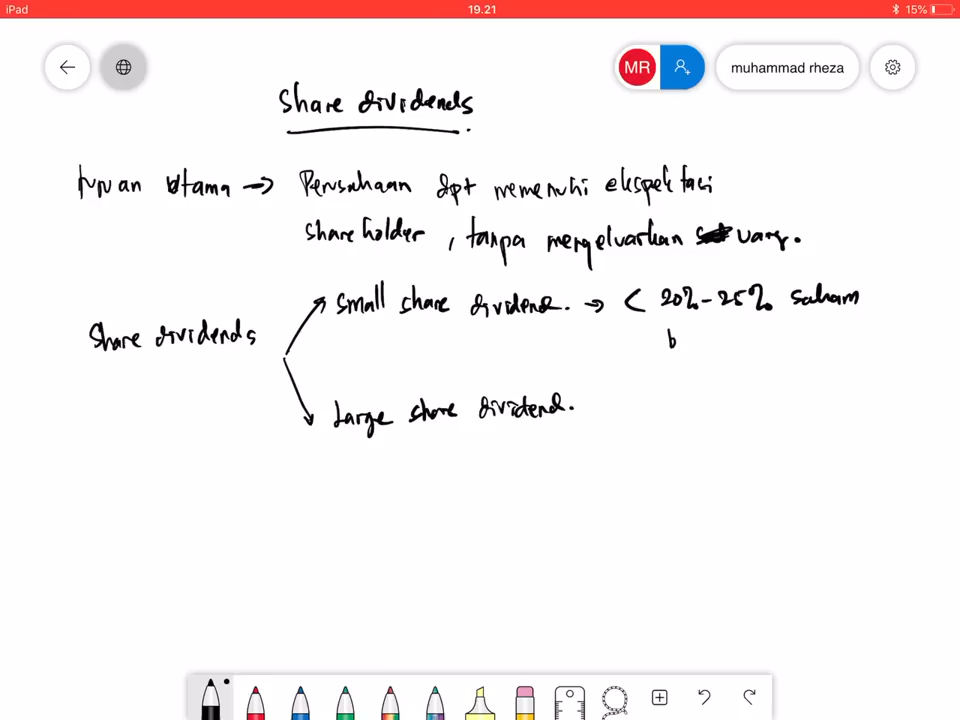 iPad 19.21 15%
MR muhammad rheza
Share dividends
tujuan utama → Perusahaan dpt memenuhi ekspektasi
shareholder, tanpa mengeluarkan uang.
small share dividend. → < 20% - 25% saham
Share dividends
b
Large share dividend.